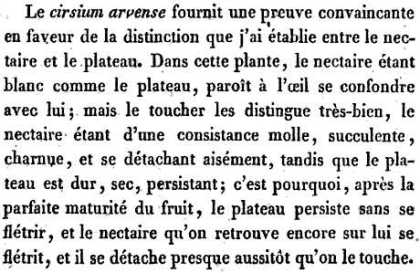 Le cirsium arvense fournit une preuve convaincante
en faveur de la distinction que j'ai établie entre le nec-
taire et le plateau. Dans cette plante, le nectaire étant
blanc comme le plateau, paroît à l'œil se confondre
avec lui; mais le toucher les distingue très-bien, le
nectaire étant d'une consistance molle, succulente,
charnue, et se détachant aisément, tandis que le pla-
teau est dur, sec, persistant; c'est pourquoi, après la
parfaite maturité du fruit, le plateau persiste sans se
flétrir, et le nectaire qu'on retrouve encore sur lui se
flétrit, et il se détache presque aussitôt qu'on le touche.